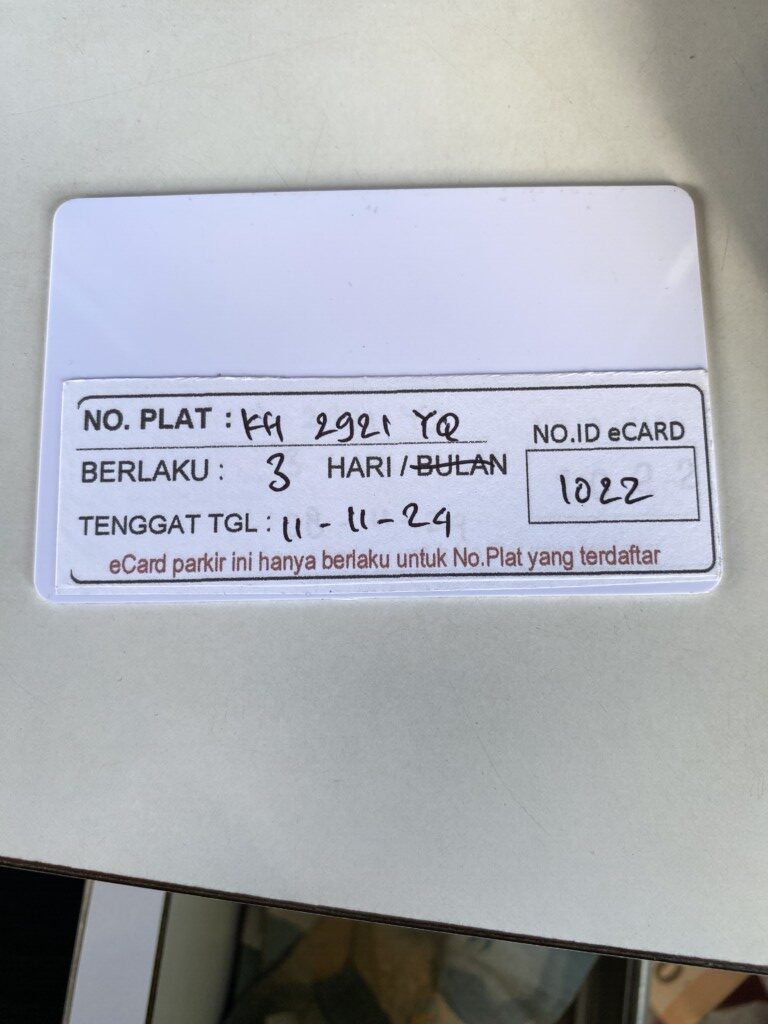 NO. PLAT : KH 2921 YQ
BERLAKU : 3 HARI / BULAN
TENGGAT TGL : 11-11-24
NO.ID eCARD
1022
eCard parkir ini hanya berlaku untuk No.Plat yang terdaftar